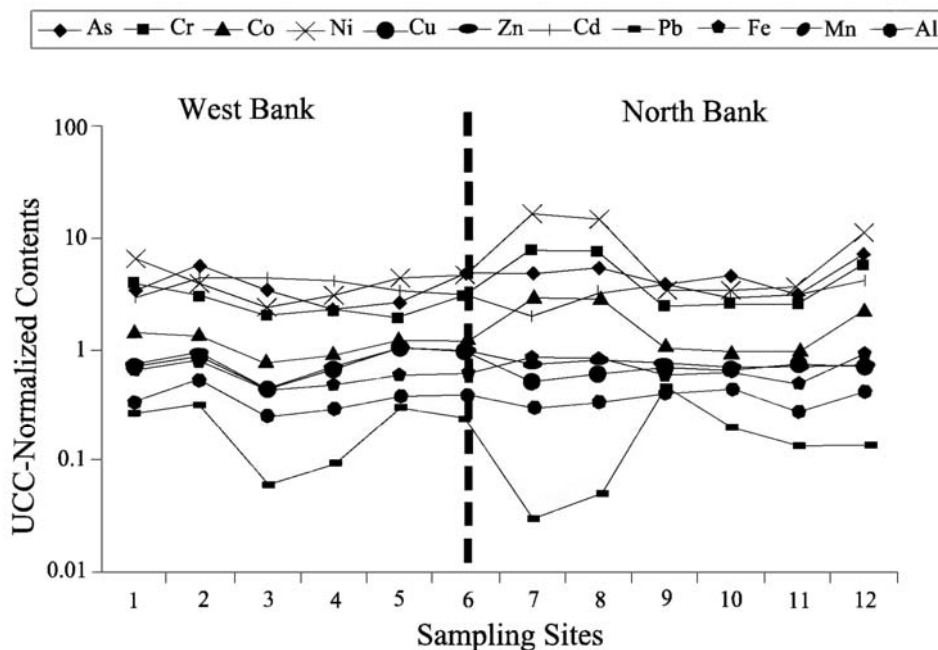 As Cr Co Ni Cu Zn Cd Pb Fe Mn Al
West Bank North Bank
100
10
1
0.1
0.01
UCC-Normalized Contents
1 2 3 4 5 6 7 8 9 10 11 12
Sampling Sites